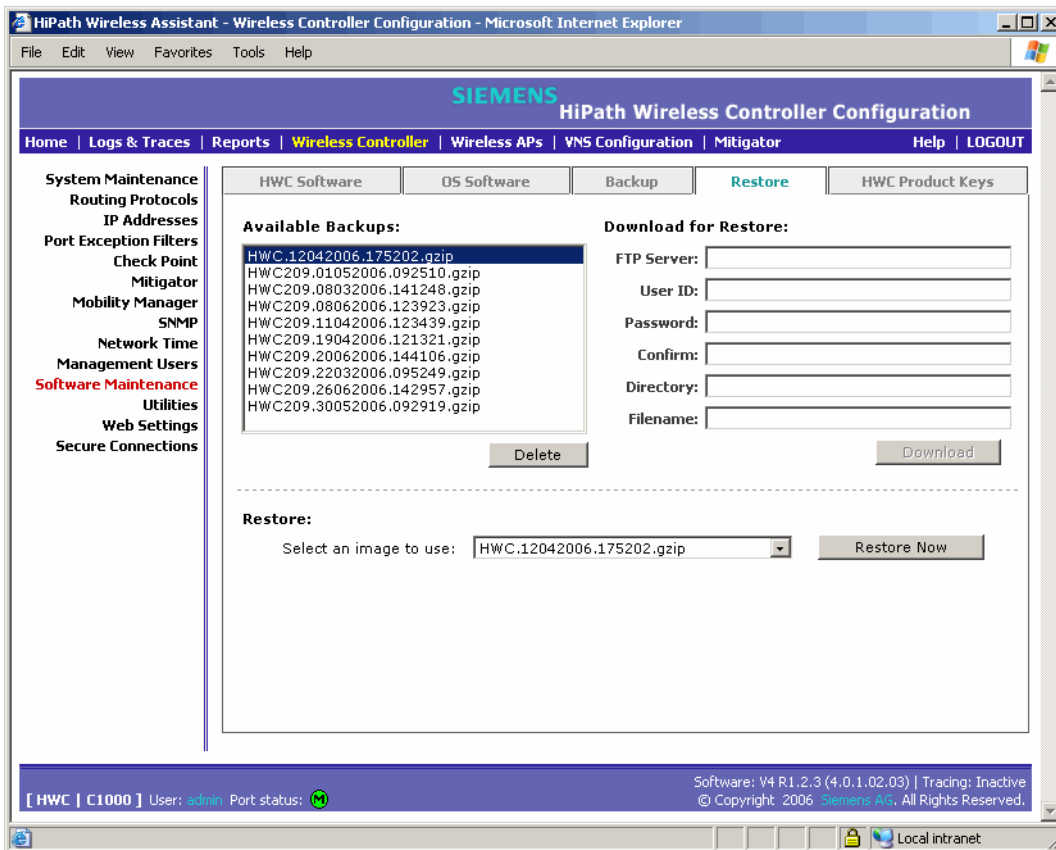 HiPath Wireless Assistant - Wireless Controller Configuration - Microsoft Internet Explorer
File Edit View Favorites Tools Help
SIEMENS
HiPath Wireless Controller Configuration
Home | Logs & Traces | Reports | Wireless Controller | Wireless APs | VNS Configuration | Mitigator Help | LOGOUT
System Maintenance
Routing Protocols
IP Addresses
Port Exception Filters
Check Point
Mitigator
Mobility Manager
SNMP
Network Time
Management Users
Software Maintenance
Utilities
Web Settings
Secure Connections
HWC Software OS Software Backup Restore HWC Product Keys
Available Backups:
HWC.12042006.175202.gzip
HWC209.01052006.092510.gzip
HWC209.08032006.141248.gzip
HWC209.08062006.123923.gzip
HWC209.11042006.123439.gzip
HWC209.19042006.121321.gzip
HWC209.20062006.144106.gzip
HWC209.22032006.095249.gzip
HWC209.26062006.142957.gzip
HWC209.30052006.092919.gzip
Delete
Download for Restore:
FTP Server:
User ID:
Password:
Confirm:
Directory:
Filename:
Download
Restore:
Select an image to use: HWC.12042006.175202.gzip Restore Now
[ HWC | C1000 ] User: admin Port status: M
Software: V4 R1.2.3 (4.0.1.02.03) | Tracing: Inactive
© Copyright 2006 Siemens AG. All Rights Reserved.
Local intranet